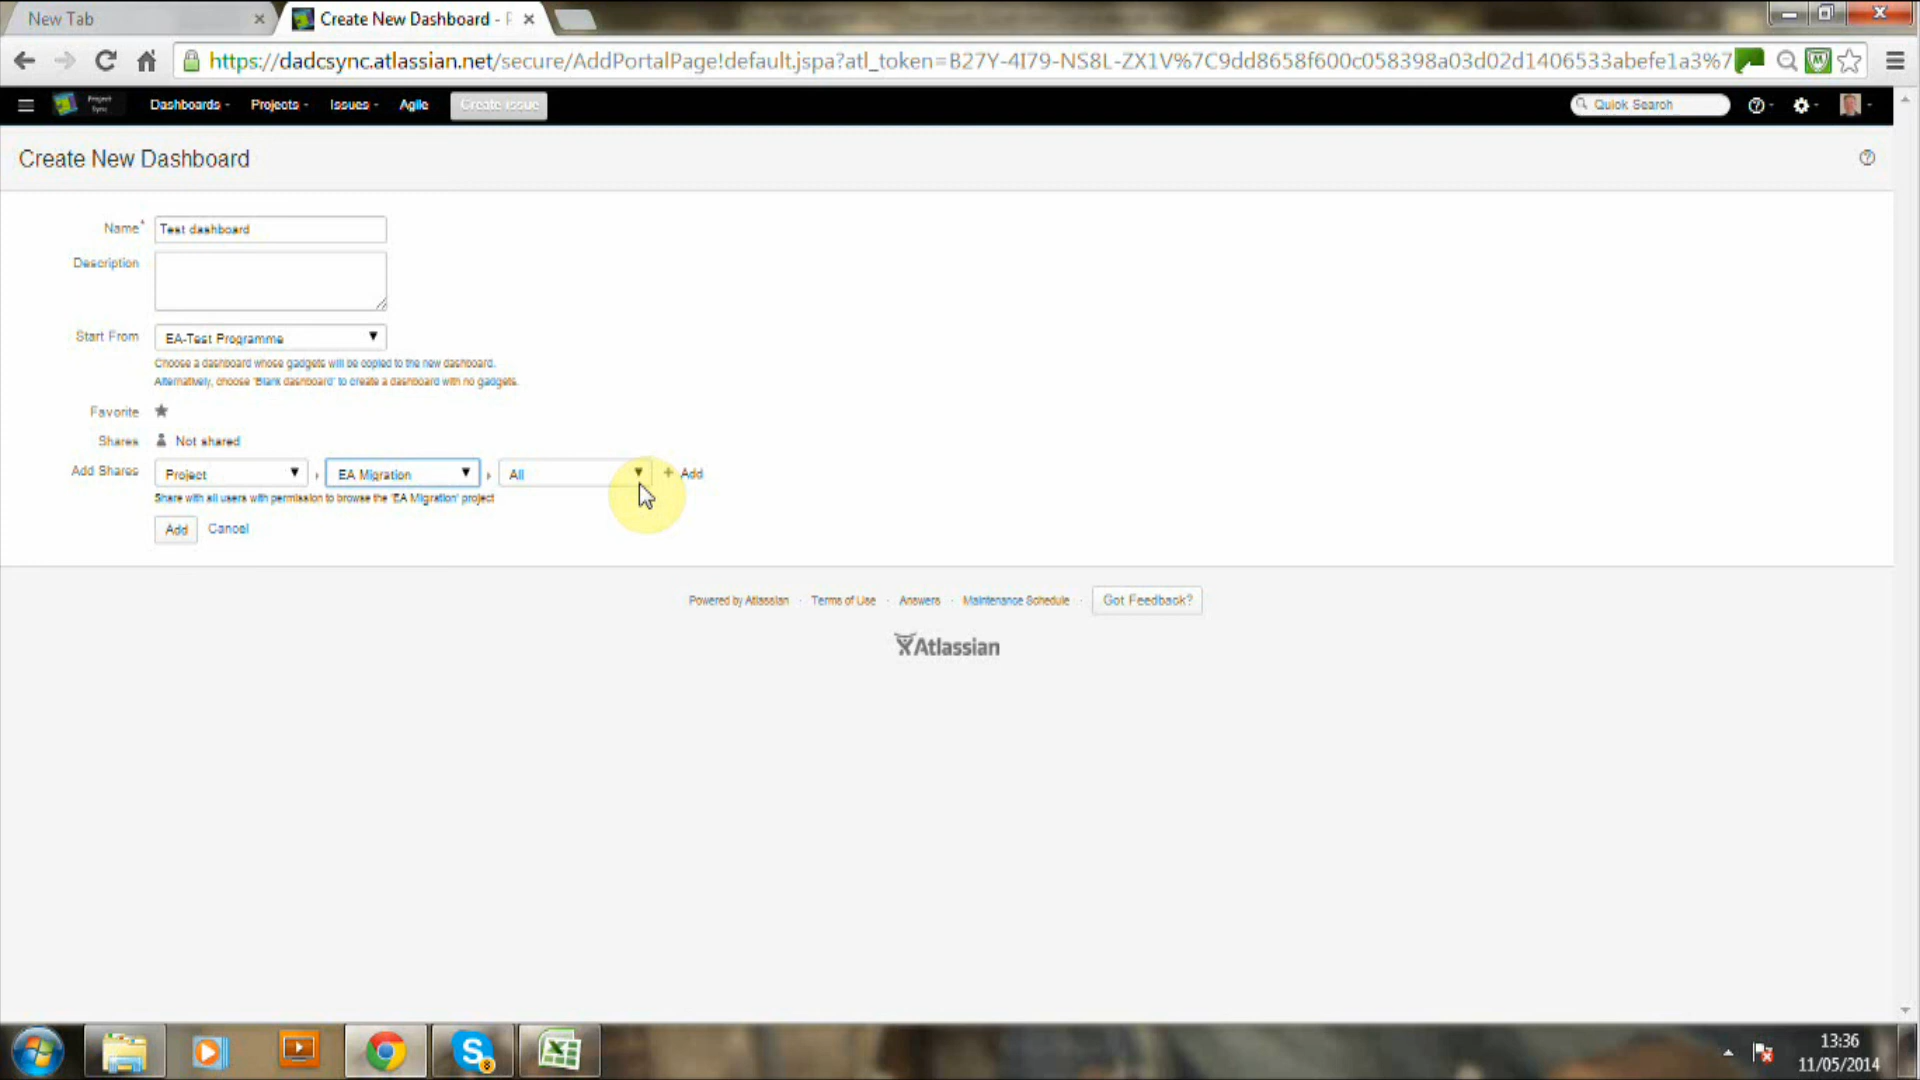 New Tab
Create New Dashboard - P
https://dadcsync.atlassian.net/secure/AddPortalPage!default.jspa?atl_token=B27Y-4I79-NS8L-ZX1V%7C9dd8658f600c058398a03d02d1406533abefe1a3%7
Project Sync
Dashboards Projects Issues Agile Create issue Quick Search
Create New Dashboard
Name* Test dashboard
Description
Start From EA-Test Programme
Choose a dashboard whose gadgets will be copied to the new dashboard.
Alternatively, choose 'Blank dashboard' to create a dashboard with no gadgets.
Favorite
Shares Not shared
Add Shares Project EA Migration All + Add
Share with all users with permission to browse the 'EA Migration' project
Add Cancel
Powered by Atlassian · Terms of Use · Answers · Maintenance Schedule · Got Feedback?
Atlassian
13:36
11/05/2014